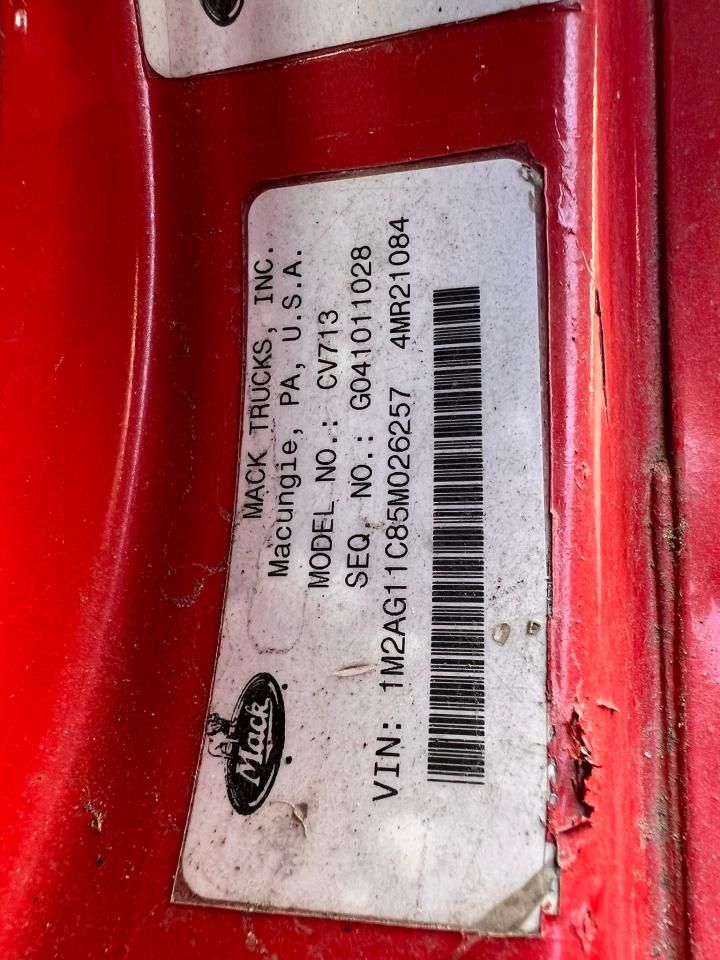 MACK TRUCKS, INC.
Macungie, PA, U.S.A.
MODEL NO.: CV713
SEQ NO.: G041011028
VIN: 1M2AG11C85M026257 4MR21084
Mack